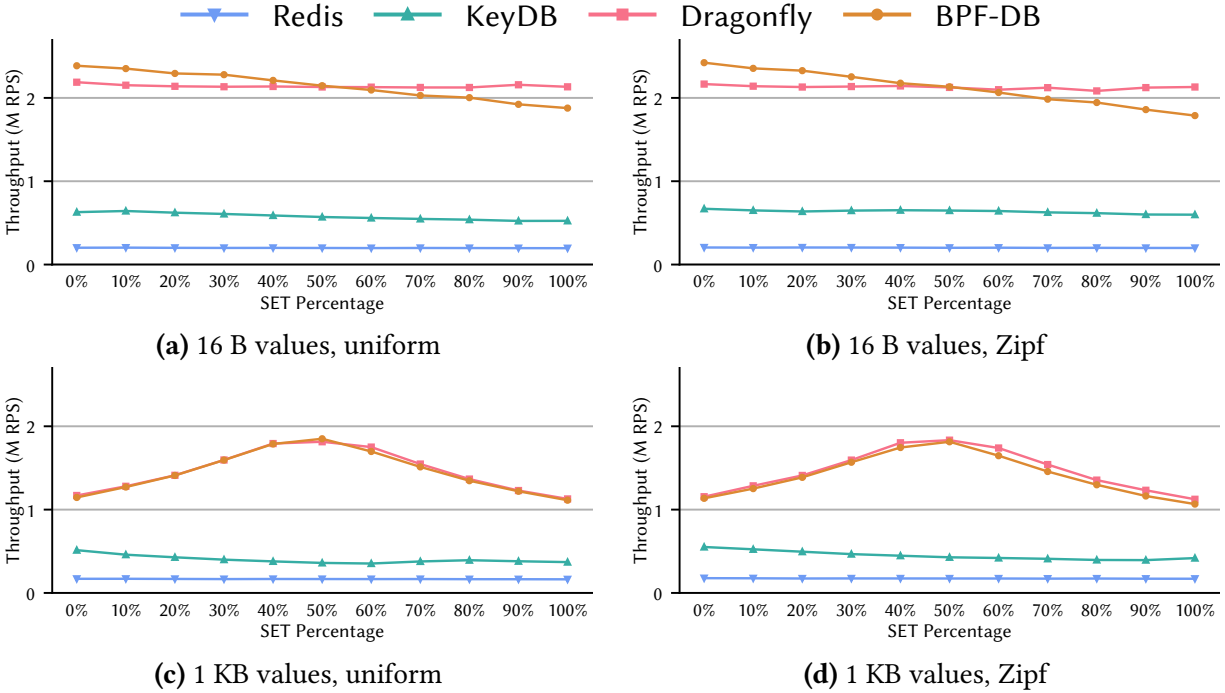 Redis KeyDB Dragonfly BPF-DB
Throughput (M RPS)
2
1
0
0% 10% 20% 30% 40% 50% 60% 70% 80% 90% 100%
SET Percentage
(a) 16 B values, uniform
Throughput (M RPS)
2
1
0
0% 10% 20% 30% 40% 50% 60% 70% 80% 90% 100%
SET Percentage
(b) 16 B values, Zipf
Throughput (M RPS)
2
1
0
0% 10% 20% 30% 40% 50% 60% 70% 80% 90% 100%
SET Percentage
(c) 1 KB values, uniform
Throughput (M RPS)
2
1
0
0% 10% 20% 30% 40% 50% 60% 70% 80% 90% 100%
SET Percentage
(d) 1 KB values, Zipf